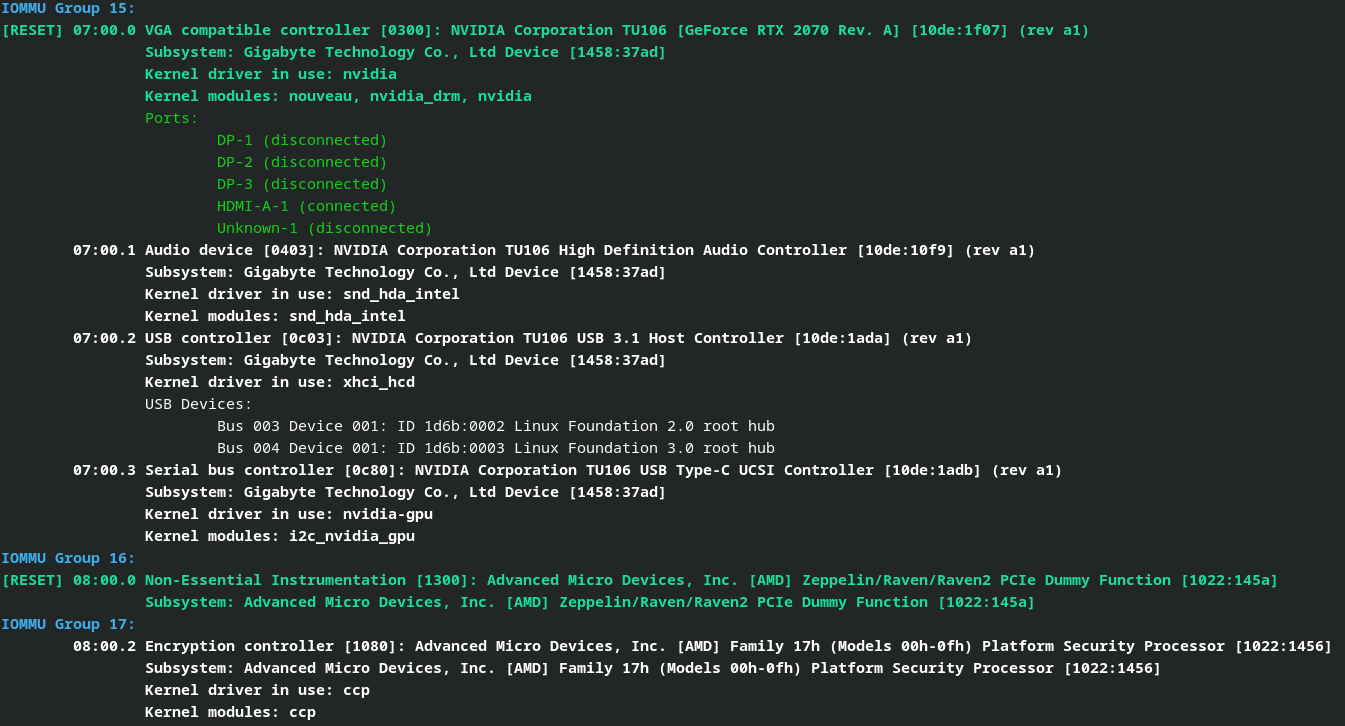 IOMMU Group 15:
[RESET] 07:00.0 VGA compatible controller [0300]: NVIDIA Corporation TU106 [GeForce RTX 2070 Rev. A] [10de:1f07] (rev a1)
Subsystem: Gigabyte Technology Co., Ltd Device [1458:37ad]
Kernel driver in use: nvidia
Kernel modules: nouveau, nvidia_drm, nvidia
Ports:
DP-1 (disconnected)
DP-2 (disconnected)
DP-3 (disconnected)
HDMI-A-1 (connected)
Unknown-1 (disconnected)
07:00.1 Audio device [0403]: NVIDIA Corporation TU106 High Definition Audio Controller [10de:10f9] (rev a1)
Subsystem: Gigabyte Technology Co., Ltd Device [1458:37ad]
Kernel driver in use: snd_hda_intel
Kernel modules: snd_hda_intel
07:00.2 USB controller [0c03]: NVIDIA Corporation TU106 USB 3.1 Host Controller [10de:1ada] (rev a1)
Subsystem: Gigabyte Technology Co., Ltd Device [1458:37ad]
Kernel driver in use: xhci_hcd
USB Devices:
Bus 003 Device 001: ID 1d6b:0002 Linux Foundation 2.0 root hub
Bus 004 Device 001: ID 1d6b:0003 Linux Foundation 3.0 root hub
07:00.3 Serial bus controller [0c80]: NVIDIA Corporation TU106 USB Type-C UCSI Controller [10de:1adb] (rev a1)
Subsystem: Gigabyte Technology Co., Ltd Device [1458:37ad]
Kernel driver in use: nvidia-gpu
Kernel modules: i2c_nvidia_gpu
IOMMU Group 16:
[RESET] 08:00.0 Non-Essential Instrumentation [1300]: Advanced Micro Devices, Inc. [AMD] Zeppelin/Raven/Raven2 PCIe Dummy Function [1022:145a]
Subsystem: Advanced Micro Devices, Inc. [AMD] Zeppelin/Raven/Raven2 PCIe Dummy Function [1022:145a]
IOMMU Group 17:
08:00.2 Encryption controller [1080]: Advanced Micro Devices, Inc. [AMD] Family 17h (Models 00h-0fh) Platform Security Processor [1022:1456]
Subsystem: Advanced Micro Devices, Inc. [AMD] Family 17h (Models 00h-0fh) Platform Security Processor [1022:1456]
Kernel driver in use: ccp
Kernel modules: ccp